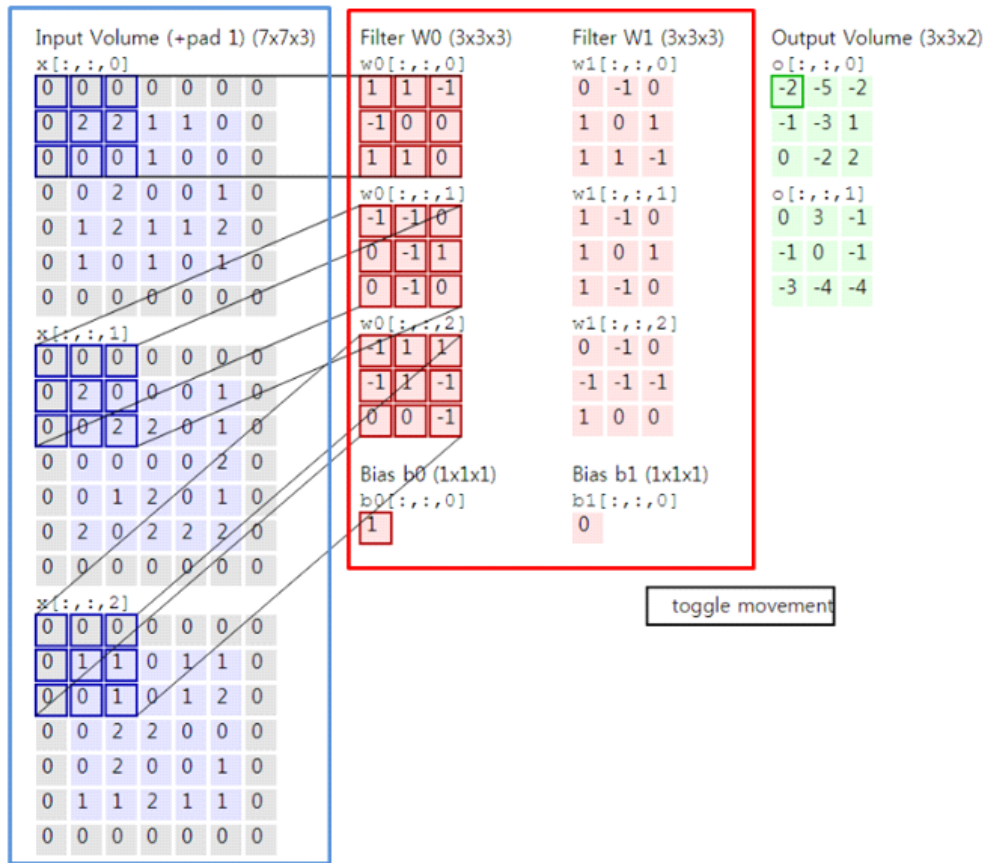 Input Volume (+pad 1) (7x7x3)
x[:,:,0]
0 0 0 0 0 0 0
0 2 2 1 1 0 0
0 0 0 1 0 0 0
0 0 2 0 0 1 0
0 1 2 1 1 2 0
0 1 0 1 0 1 0
0 0 0 0 0 0 0
x[:,:,1]
0 0 0 0 0 0 0
0 2 0 0 0 1 0
0 0 2 2 0 1 0
0 0 0 0 0 2 0
0 0 1 2 0 1 0
0 2 0 2 2 2 0
0 0 0 0 0 0 0
x[:,:,2]
0 0 0 0 0 0 0
0 1 1 0 1 1 0
0 0 1 0 1 2 0
0 0 2 2 0 0 0
0 0 2 0 0 1 0
0 1 1 2 1 1 0
0 0 0 0 0 0 0
Filter W0 (3x3x3)
w0[:,:,0]
1 1 -1
-1 0 0
1 1 0
w0[:,:,1]
-1 -1 0
0 -1 1
0 -1 0
w0[:,:,2]
-1 1 1
-1 1 -1
0 0 -1
Bias b0 (1x1x1)
b0[:,:,0]
1
Filter W1 (3x3x3)
w1[:,:,0]
0 -1 0
1 0 1
1 1 -1
w1[:,:,1]
1 -1 0
1 0 1
1 -1 0
w1[:,:,2]
0 -1 0
-1 -1 -1
1 0 0
Bias b1 (1x1x1)
b1[:,:,0]
0
Output Volume (3x3x2)
o[:,:,0]
-2 -5 -2
-1 -3 1
0 -2 2
o[:,:,1]
0 3 -1
-1 0 -1
-3 -4 -4
toggle movement